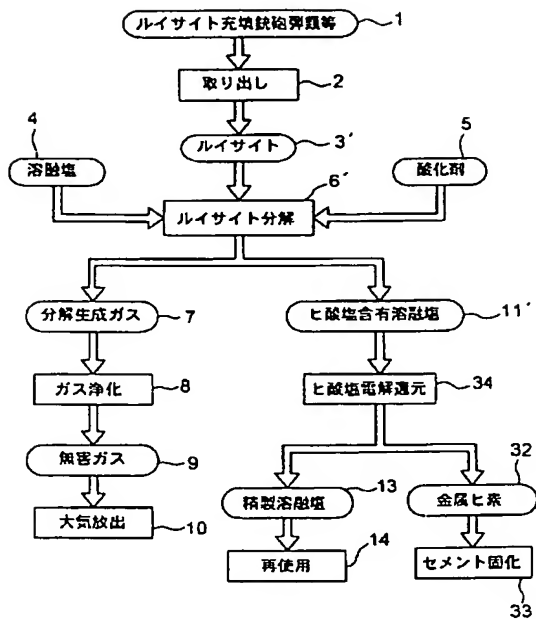 ルイサイト充填銃砲弾類等
1
取り出し
2
4
ルイサイト
3´
5
溶融塩
酸化剤
6´
ルイサイト分解
分解生成ガス
7
ヒ酸塩含有溶融塩
11´
ガス浄化
8
ヒ酸塩電解還元
34
無害ガス
9
32
精製溶融塩
13
金属ヒ素
大気放出
10
再使用
14
セメント固化
33